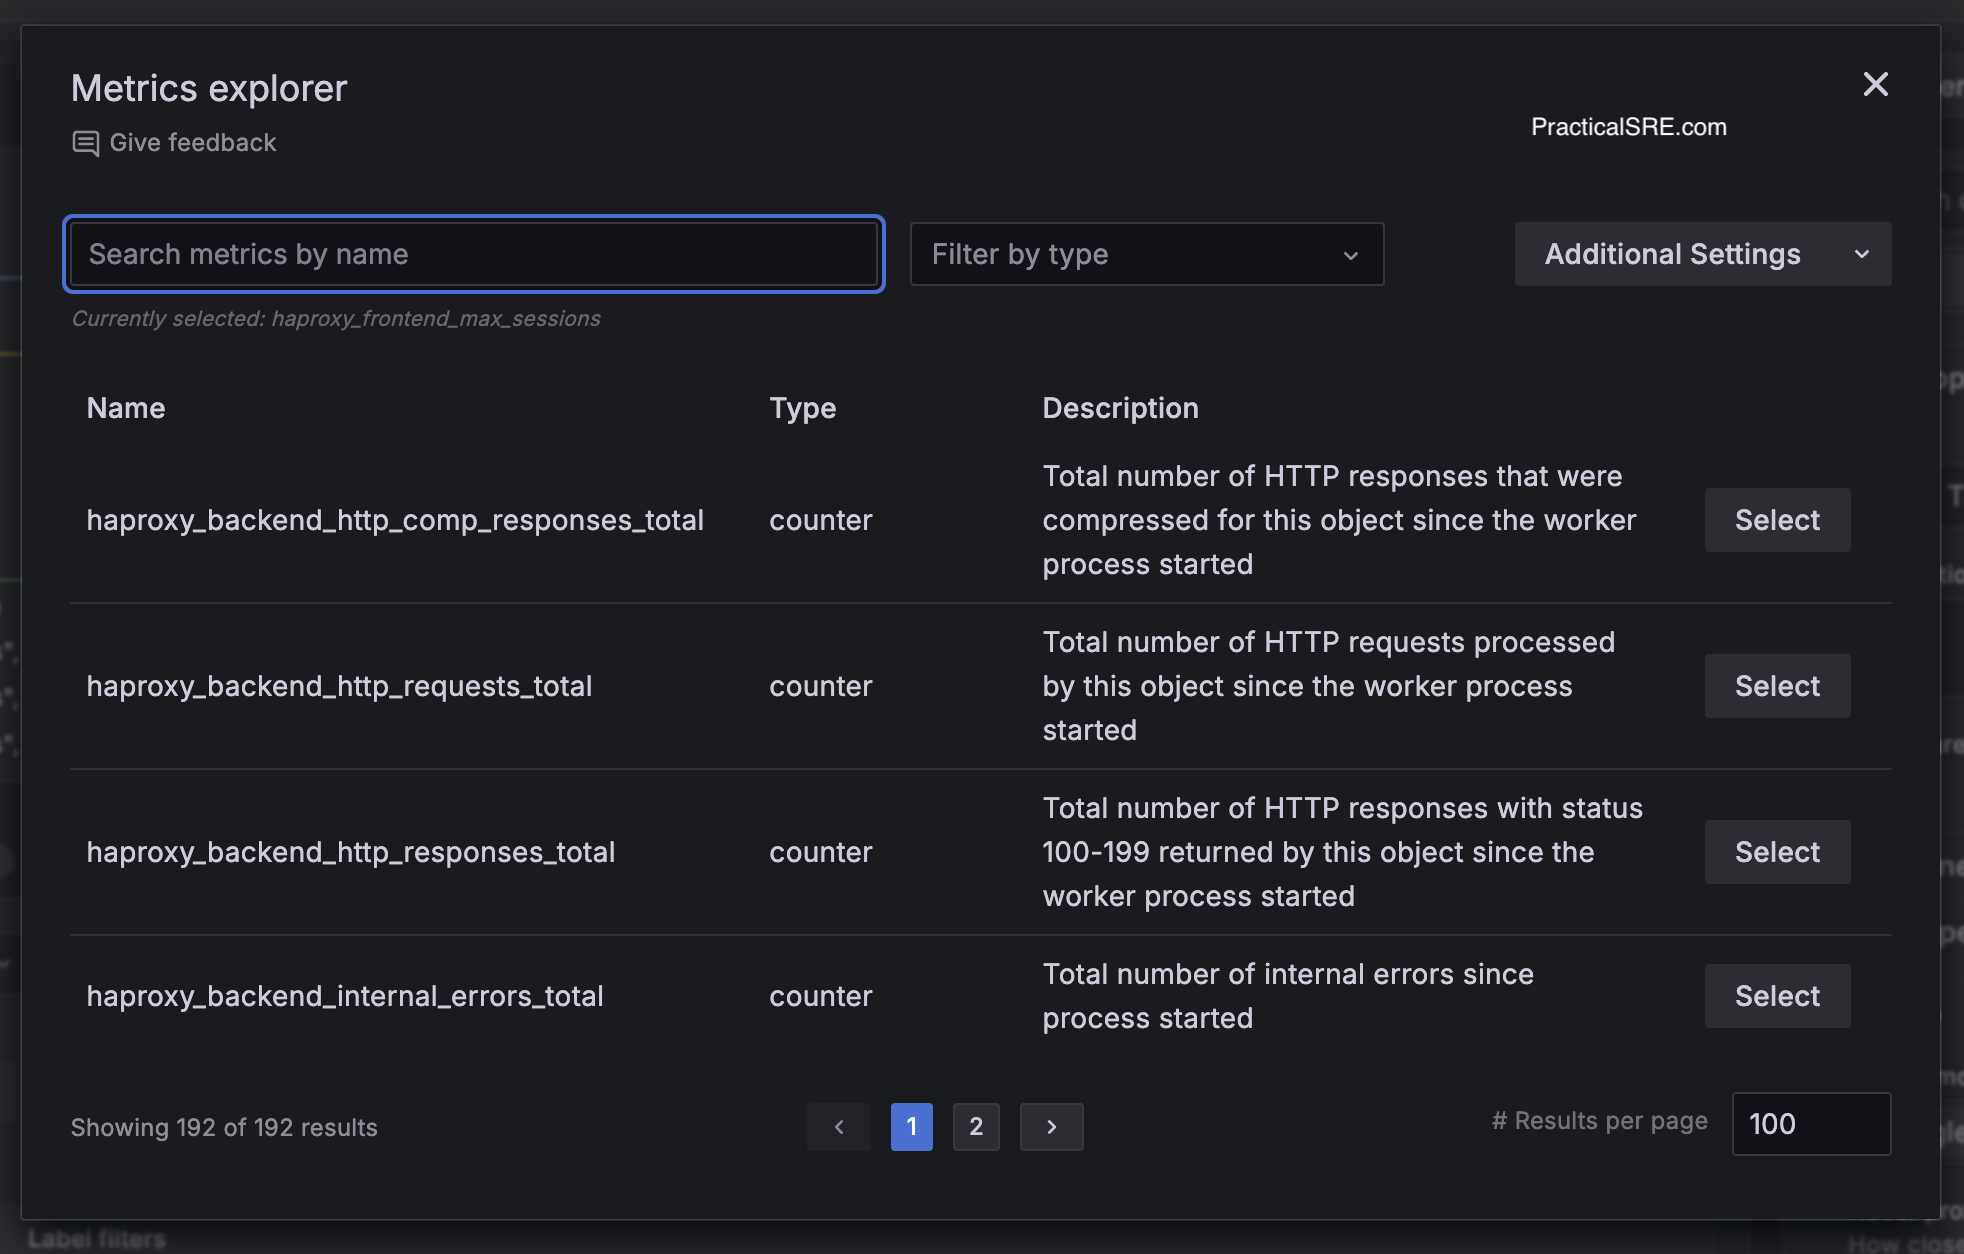 Metrics explorer
Give feedback
PracticalSRE.com
Search metrics by name
Filter by type
Additional Settings
Currently selected: haproxy_frontend_max_sessions
Name Type Description
haproxy_backend_http_comp_responses_total counter Total number of HTTP responses that were
compressed for this object since the worker
process started
Select
haproxy_backend_http_requests_total counter Total number of HTTP requests processed
by this object since the worker process
started
Select
haproxy_backend_http_responses_total counter Total number of HTTP responses with status
100-199 returned by this object since the
worker process started
Select
haproxy_backend_internal_errors_total counter Total number of internal errors since
process started
Select
Showing 192 of 192 results
1 2
# Results per page 100
Label filters
How close